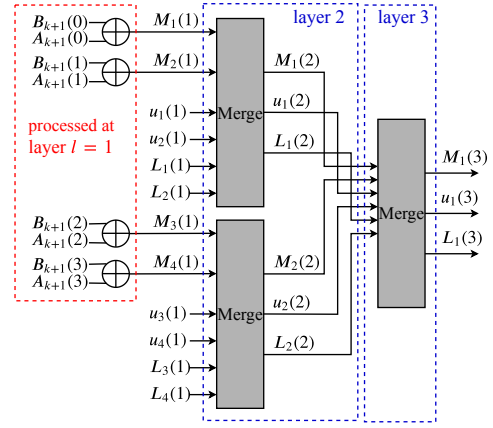 layer 2
layer 3
B_{k+1}(0)
A_{k+1}(0)
M_1(1)
B_{k+1}(1)
A_{k+1}(1)
M_2(1)
M_1(2)
u_1(1)
Merge
u_1(2)
processed at
layer l = 1
u_2(1)
L_1(2)
L_1(1)
L_2(1)
M_1(3)
B_{k+1}(2)
A_{k+1}(2)
M_3(1)
Merge
u_1(3)
B_{k+1}(3)
A_{k+1}(3)
M_4(1)
M_2(2)
L_1(3)
u_3(1)
Merge
u_2(2)
u_4(1)
L_2(2)
L_3(1)
L_4(1)